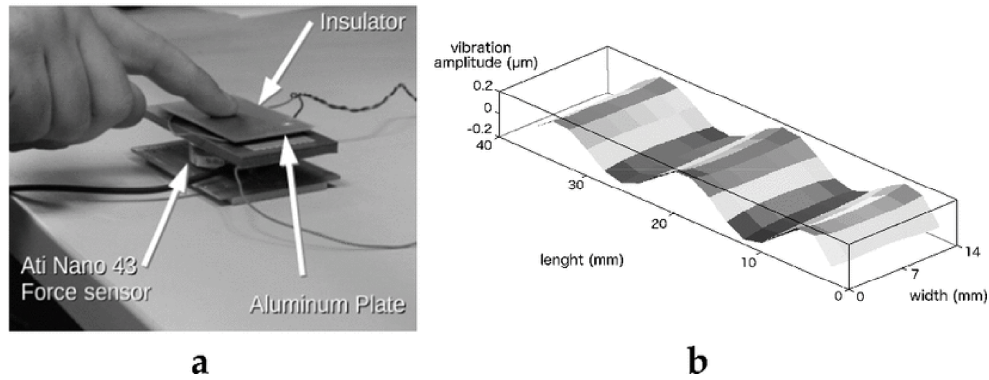 Insulator
Ati Nano 43
Force sensor
Aluminum Plate
a
vibration
amplitude (µm)
0.2
0
-0.2
40
30
20
10
0
lenght (mm)
0
7
14
width (mm)
b